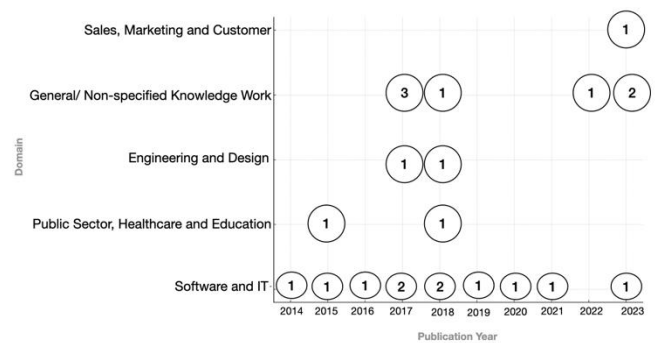 Sales, Marketing and Customer 1
General/ Non-specified Knowledge Work 3 1 1 2
Engineering and Design 1 1
Public Sector, Healthcare and Education 1 1
Software and IT 1 1 1 2 2 1 1 1 1
2014 2015 2016 2017 2018 2019 2020 2021 2022 2023
Domain
Publication Year